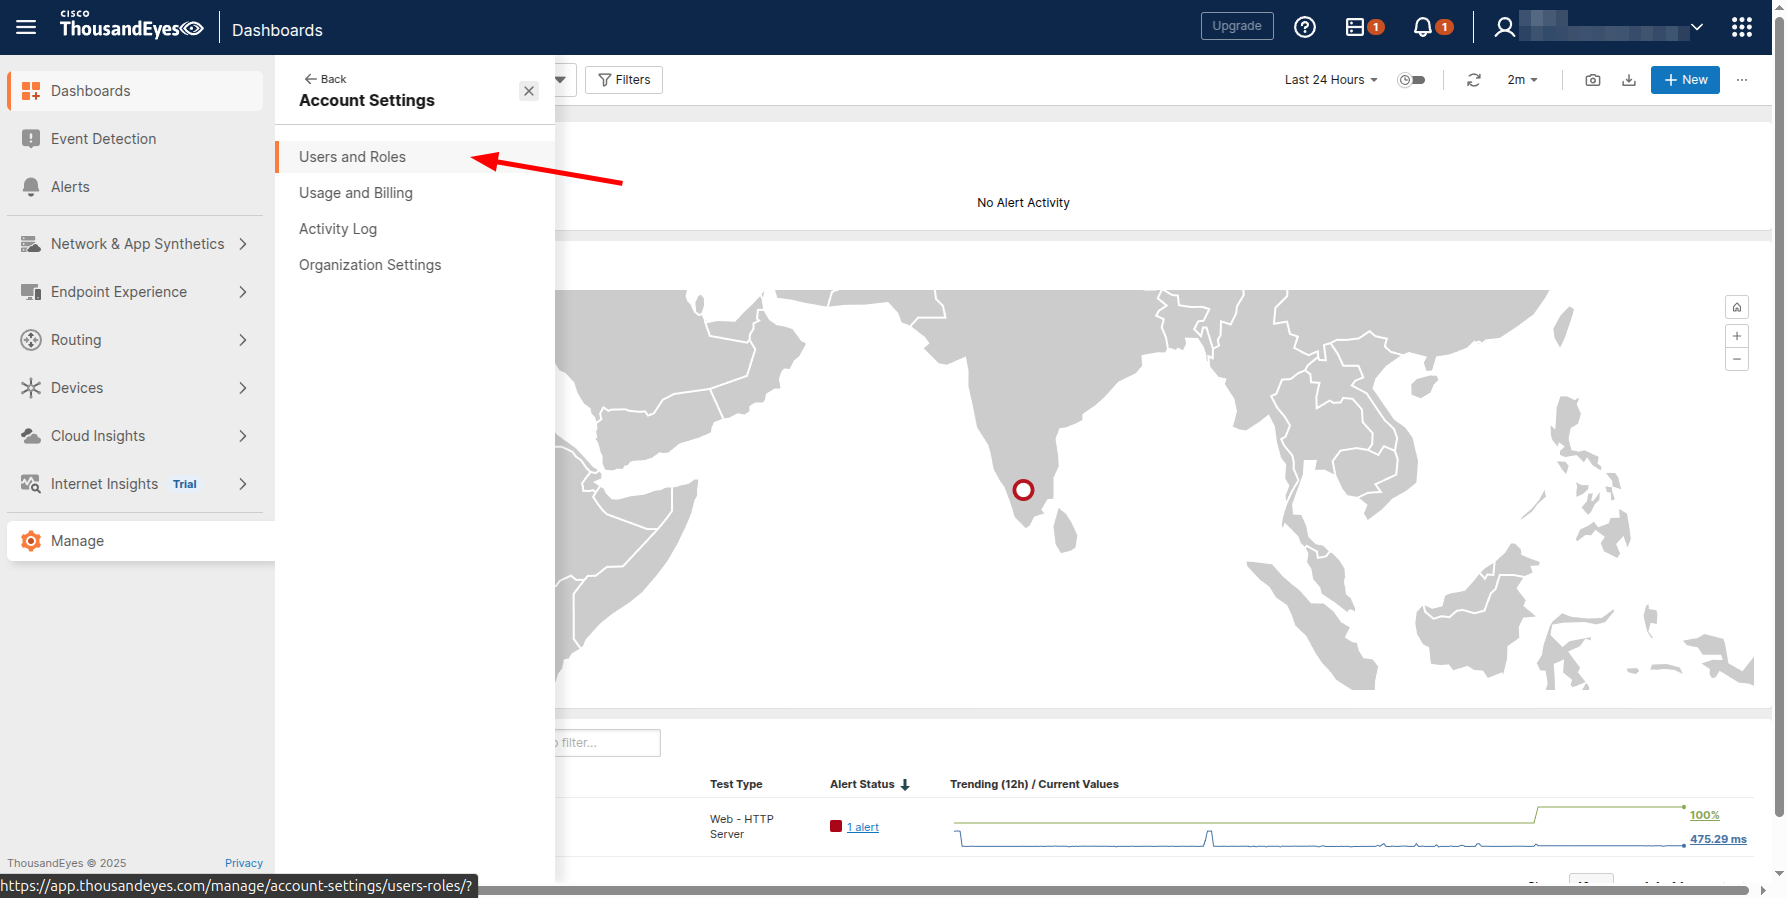 CISCO
ThousandEyes
Dashboards
Upgrade
1
1
Dashboards
Event Detection
Alerts
Network & App Synthetics
Endpoint Experience
Routing
Devices
Cloud Insights
Internet Insights Trial
Manage
ThousandEyes © 2025 Privacy
https://app.thousandeyes.com/manage/account-settings/users-roles/?
Back
Account Settings
Users and Roles
Usage and Billing
Activity Log
Organization Settings
Filters
Last 24 Hours
2m
+ New
No Alert Activity
filter...
Test Type Alert Status Trending (12h) / Current Values
Web - HTTP
Server
1 alert
100%
475.29 ms